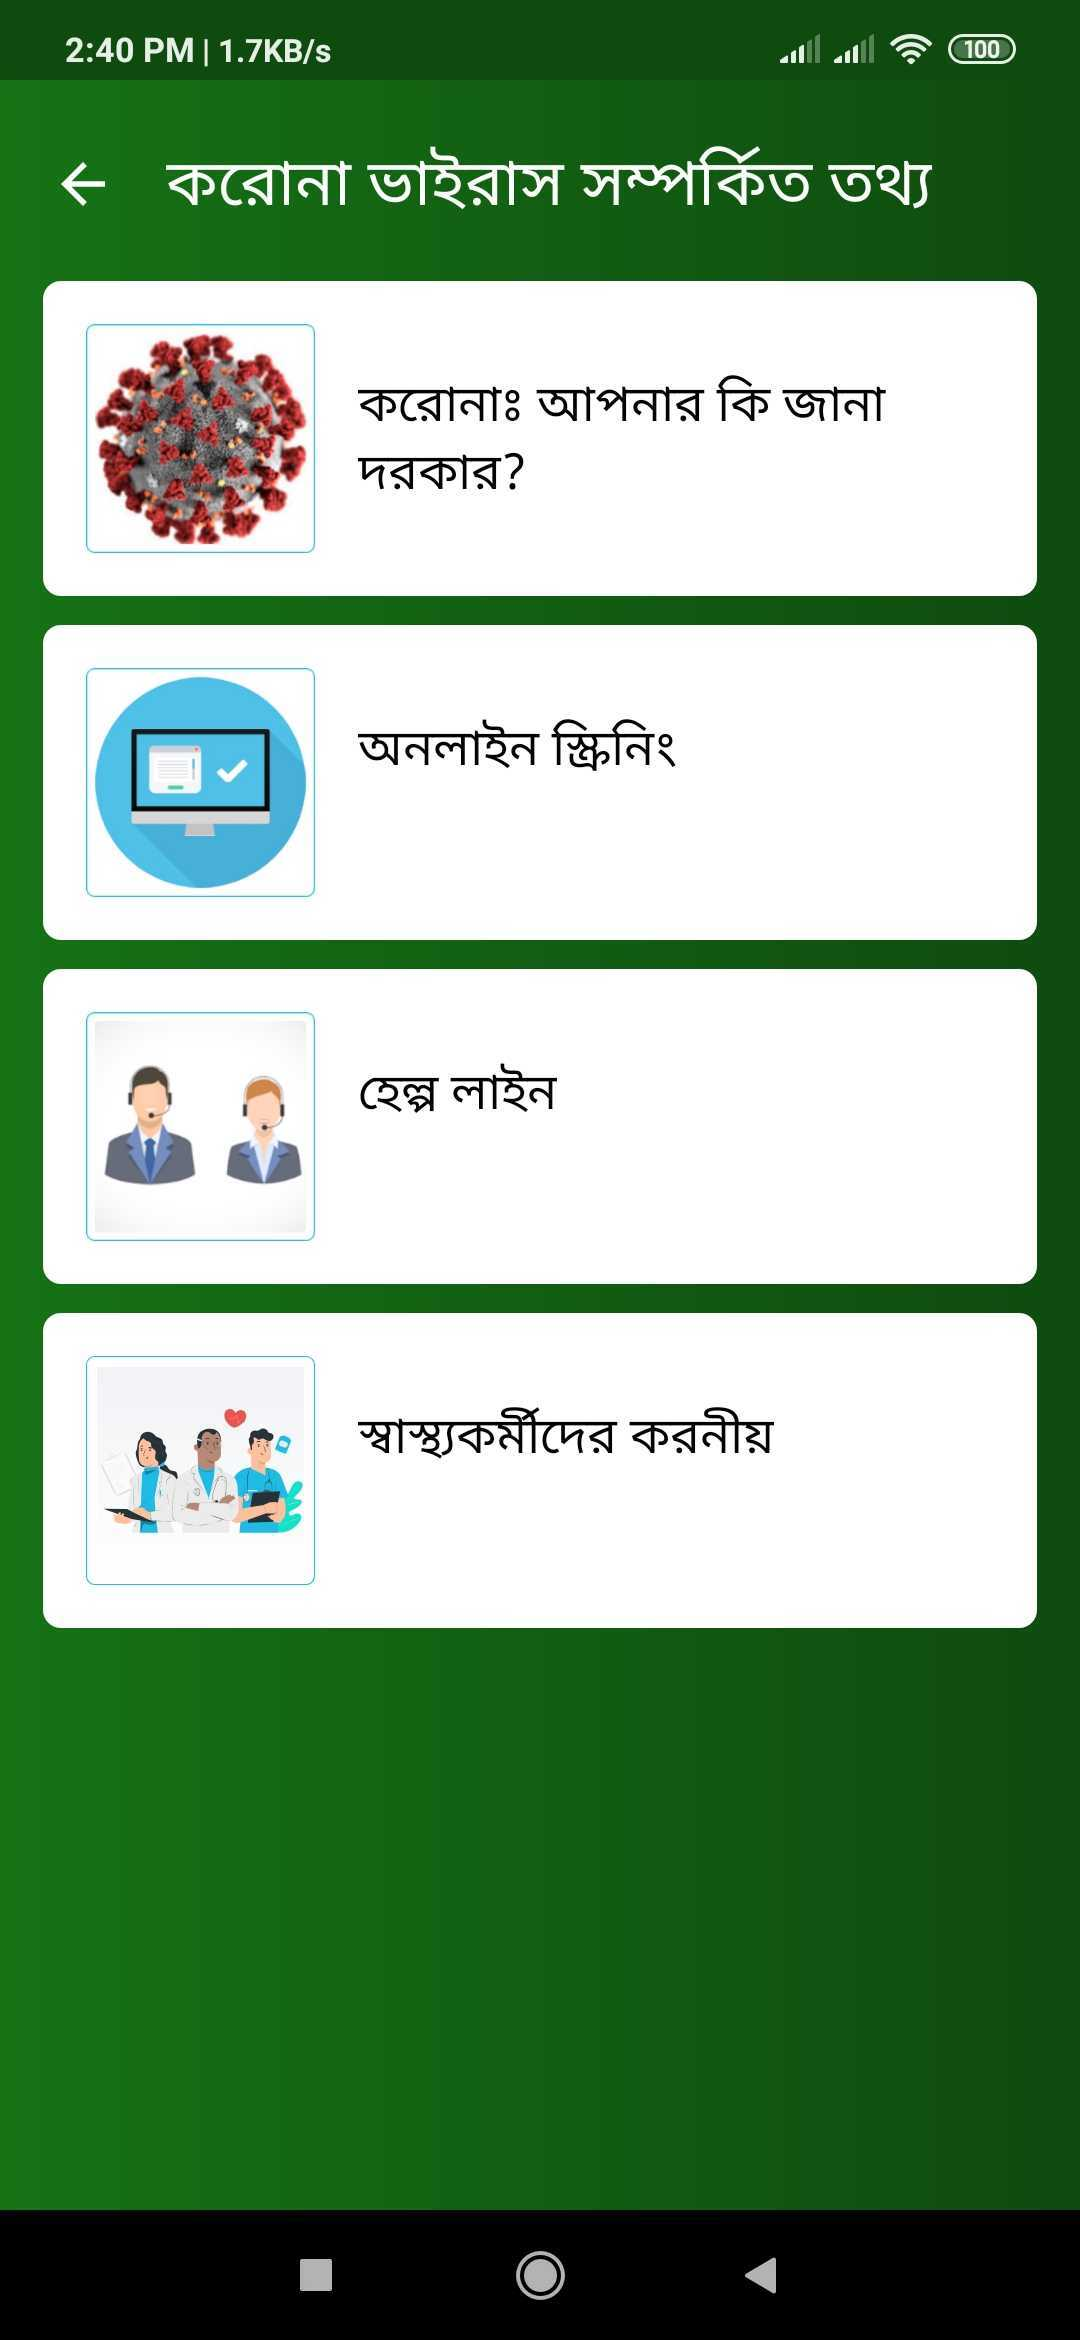 2:40 PM | 1.7KB/s
100
করোনা ভাইরাস সম্পর্কিত তথ্য
করোনাঃ আপনার কি জানা
দরকার?
অনলাইন স্ক্রিনিং
হেল্প লাইন
স্বাস্থ্যকর্মীদের করনীয়